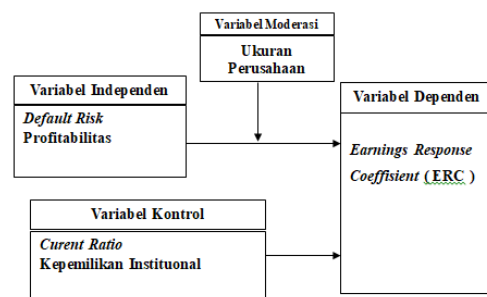 Variabel Moderasi
Ukuran
Perusahaan
Variabel Independen
Default Risk
Profitabilitas
Variabel Dependen
Earnings Response
Coeffisient (ERC )
Variabel Kontrol
Curent Ratio
Kepemilikan Instituonal